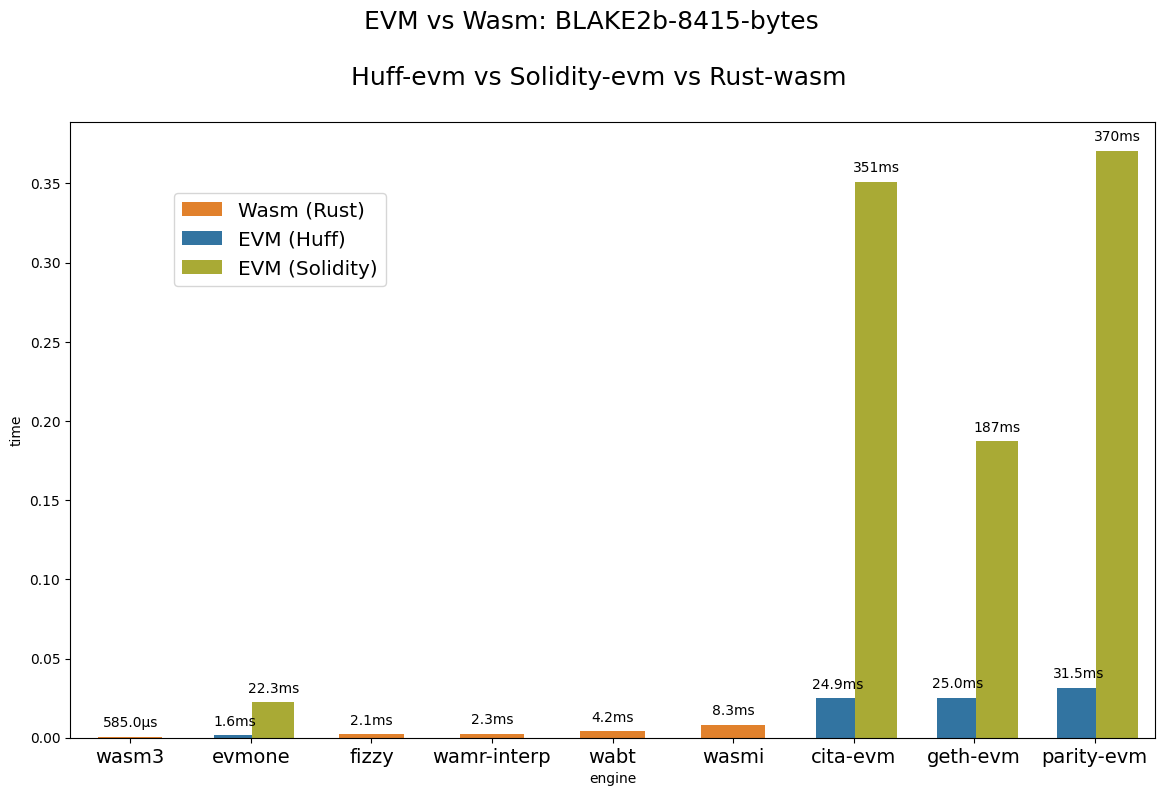 EVM vs Wasm: BLAKE2b-8415-bytes
Huff-evm vs Solidity-evm vs Rust-wasm
time
0.35
0.30
0.25
0.20
0.15
0.10
0.05
0.00
Wasm (Rust)
EVM (Huff)
EVM (Solidity)
585.0µs
1.6ms
22.3ms
2.1ms
2.3ms
4.2ms
8.3ms
24.9ms
351ms
25.0ms
187ms
31.5ms
370ms
wasm3 evmone fizzy wamr-interp wabt wasmi cita-evm geth-evm parity-evm
engine